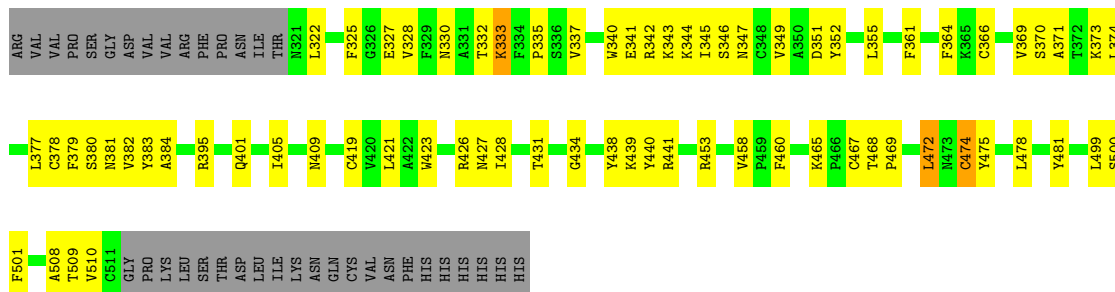 ARG VAL VAL PRO SER GLY ASP VAL VAL ARG PHE PRO ASN ILE THR N321 L322 F325 G326 E327 V328 F329 N330 A331 T332 K333 F334 P335 S336 V337 W340 E341 R342 K343 K344 I345 S346 N347 C348 V349 A350 D351 Y352 L355 F361 F364 K365 C366 V369 S370 A371 T372 K373 L374
L377 C378 F379 S380 N381 V382 Y383 A384 R395 Q401 I405 N409 C419 V420 L421 A422 W423 R426 N427 I428 T431 G434 Y438 K439 Y440 R441 R453 V458 P459 F460 K465 P466 C467 T468 P469 L472 N473 C474 Y475 L478 Y481 L499 S500
F501 A508 T509 V510 C511 GLY PRO LYS LEU SER THR ASP LEU ILE LYS ASN GLN CYS VAL ASN PHE HIS HIS HIS HIS HIS HIS